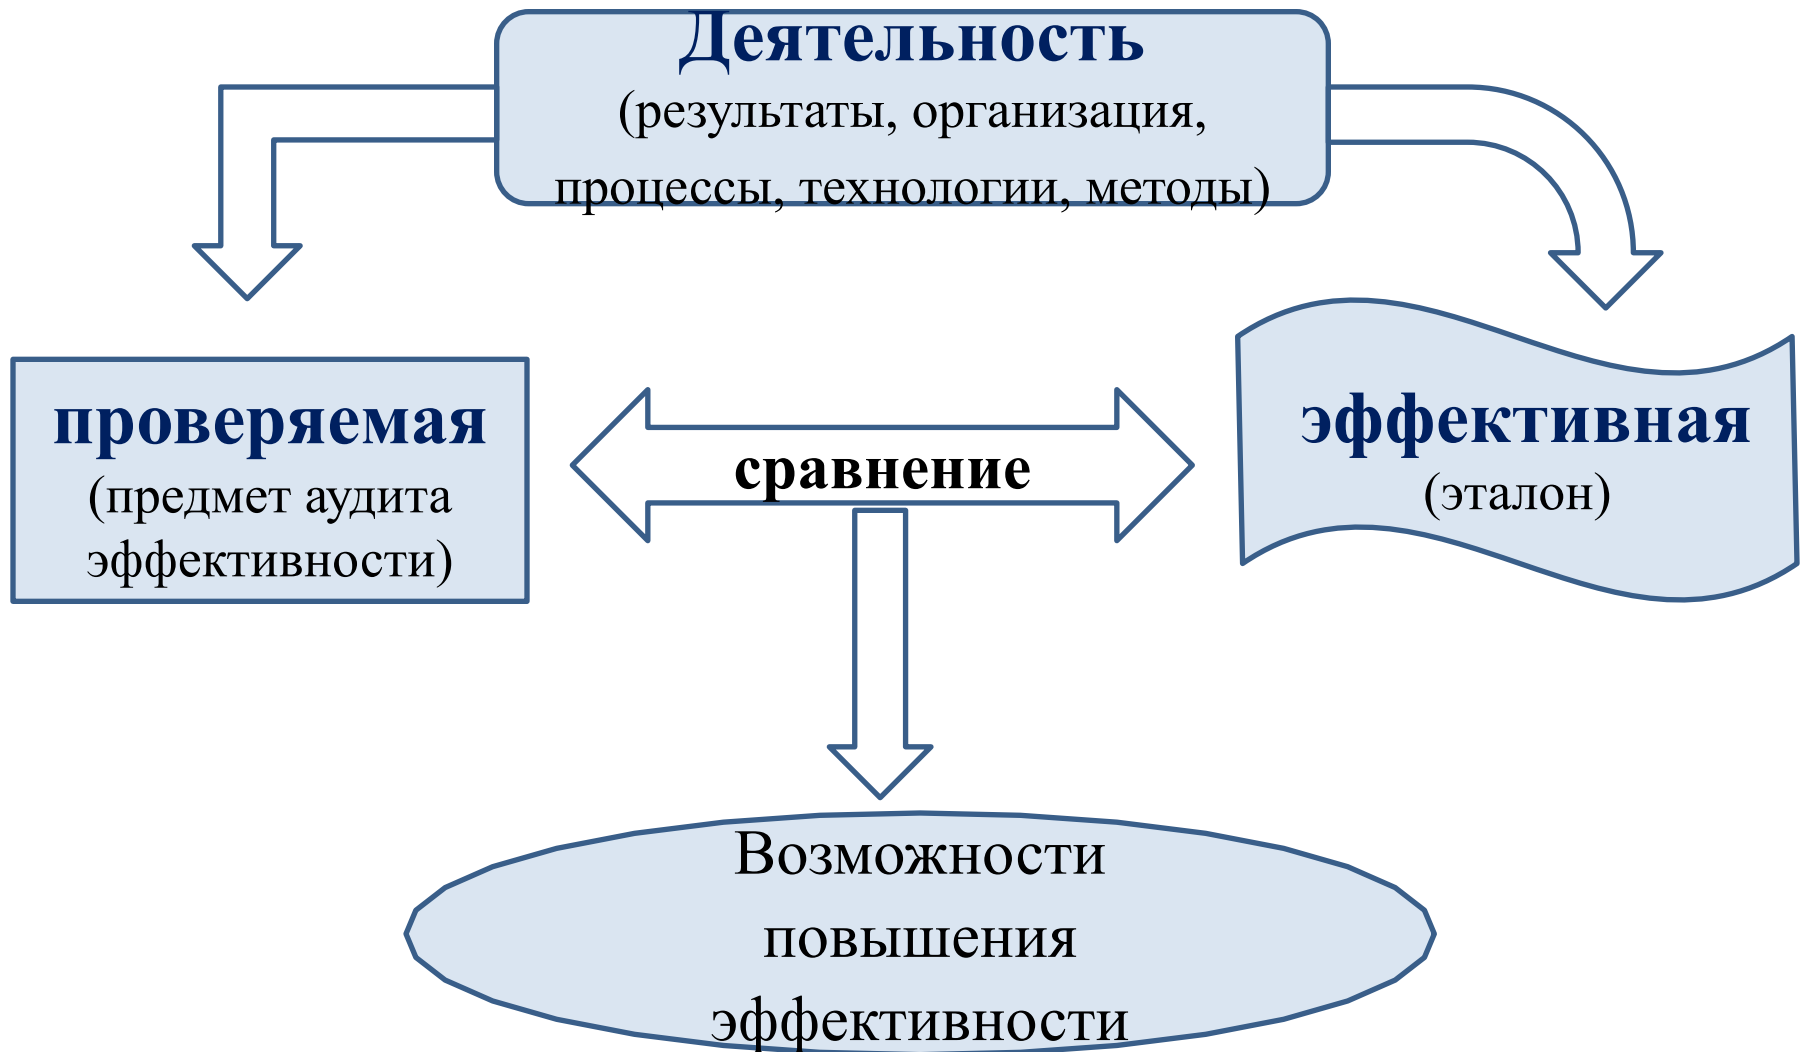 Деятельность
(результаты, организация,
процессы, технологии, методы)
проверяемая
(предмет аудита
эффективности)
сравнение
эффективная
(эталон)
Возможности
повышения
эффективности